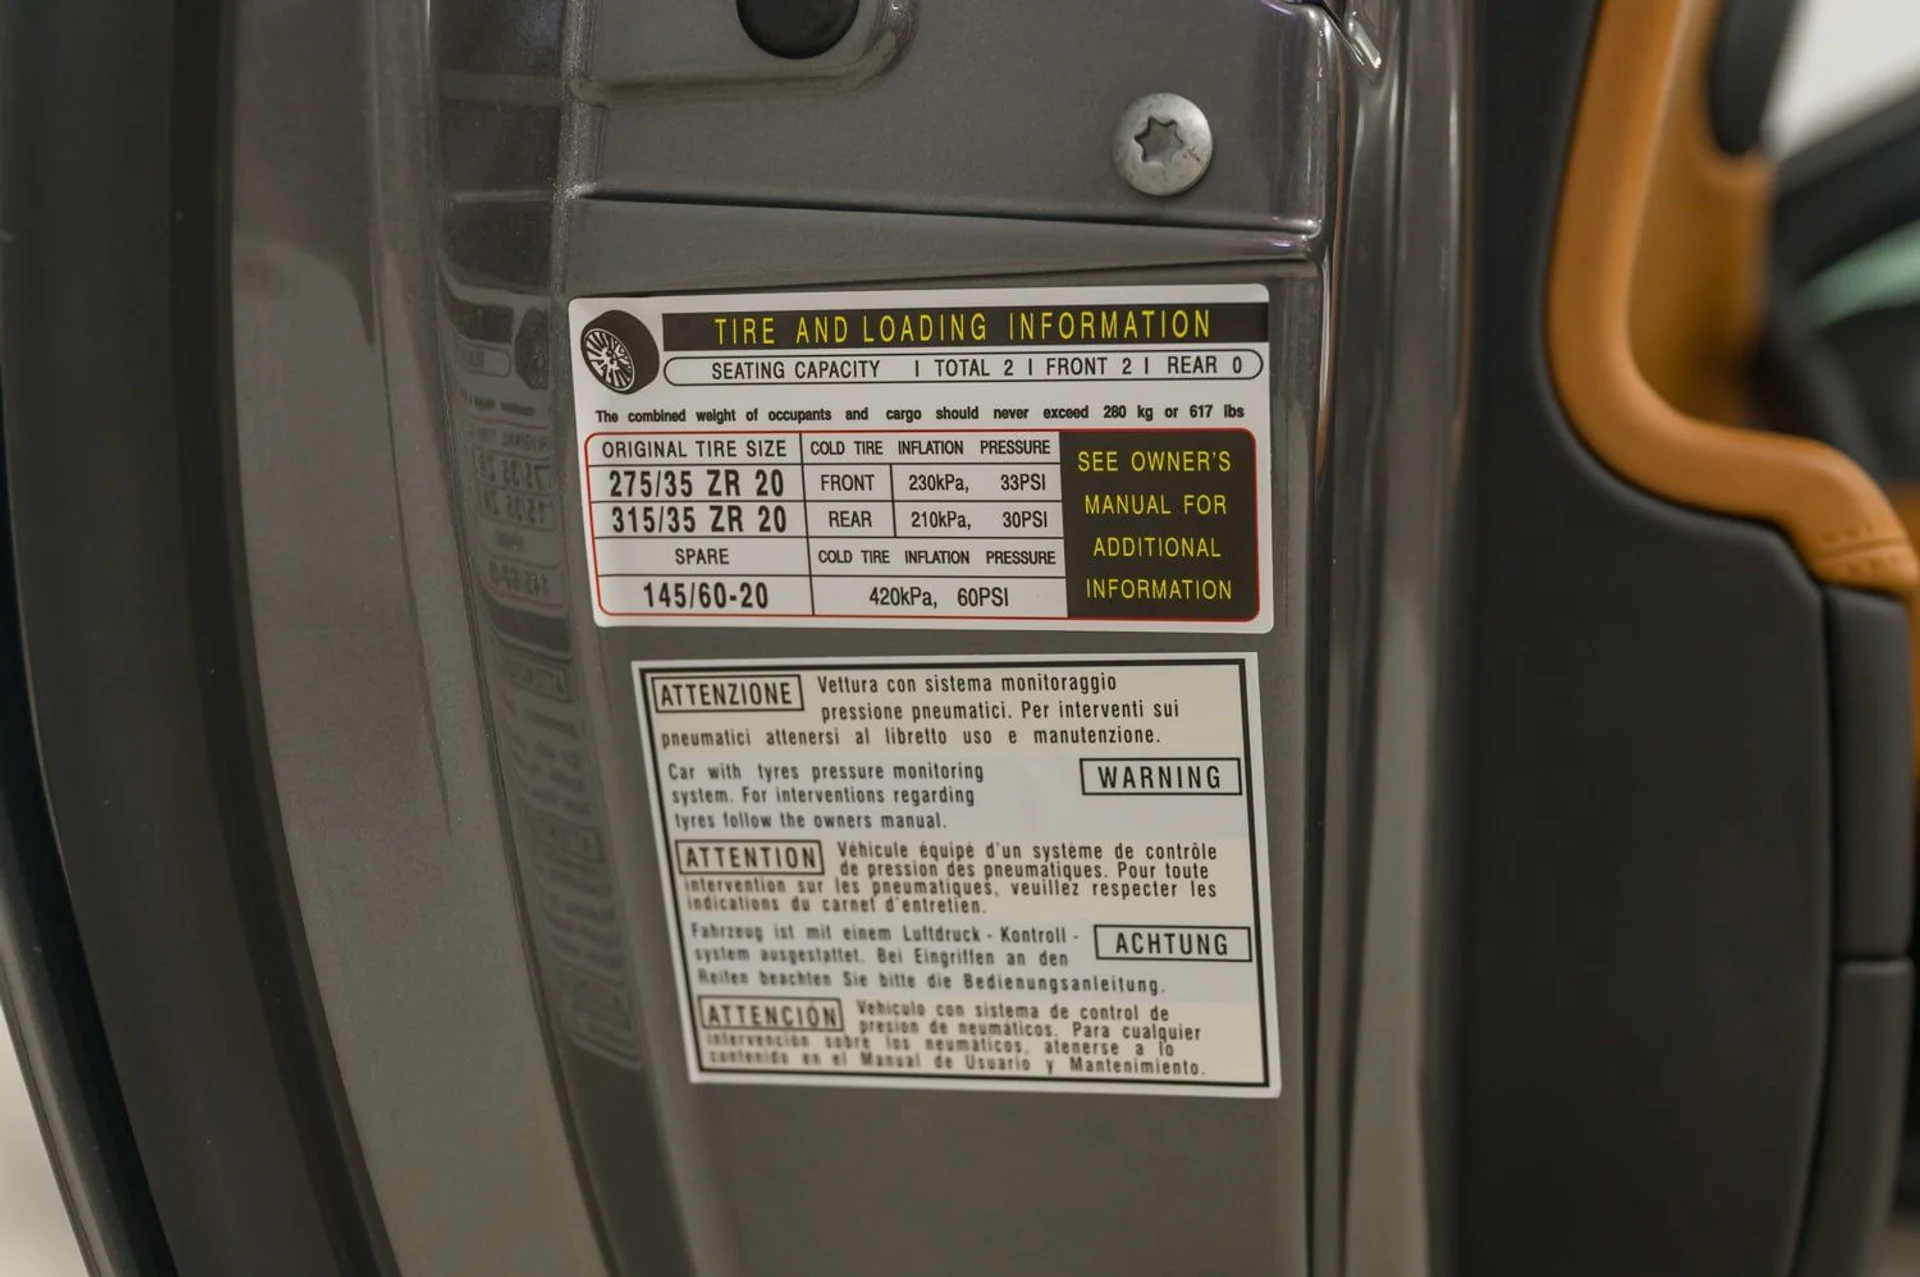 TIRE AND LOADING INFORMATION
SEATING CAPACITY | TOTAL 2 | FRONT 2 | REAR 0
The combined weight of occupants and cargo should never exceed 280 kg or 617 lbs
ORIGINAL TIRE SIZE COLD TIRE INFLATION PRESSURE
275/35 ZR 20 FRONT 230kPa, 33PSI
315/35 ZR 20 REAR 210kPa, 30PSI
SPARE COLD TIRE INFLATION PRESSURE
145/60-20 420kPa, 60PSI
SEE OWNER'S
MANUAL FOR
ADDITIONAL
INFORMATION
ATTENZIONE Vettura con sistema monitoraggio
pressione pneumatici. Per interventi sui
pneumatici attenersi al libretto uso e manutenzione.
Car with tyres pressure monitoring
system. For interventions regarding
tyres follow the owners manual.
WARNING
ATTENTION Véhicule équipé d'un système de contrôle
de pression des pneumatiques. Pour toute
intervention sur les pneumatiques, veuillez respecter les
indications du carnet d'entretien.
Fahrzeug ist mit einem Luftdruck - Kontroll -
system ausgestattet. Bei Eingriffen an den
Reifen beachten Sie bitte die Bedienungsanleitung.
ACHTUNG
ATTENCIÓN Vehiculo con sistema de control de
presion de neumáticos. Para cualquier
intervención sobre los neumáticos, atenerse a lo
contenido en el Manual de Usuario y Mantenimiento.